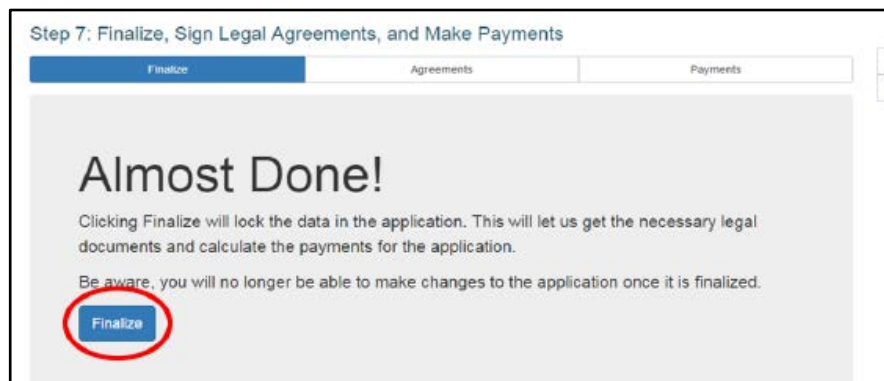 Step 7: Finalize, Sign Legal Agreements, and Make Payments
Finalize
Agreements
Payments
Almost Done!
Clicking Finalize will lock the data in the application. This will let us get the necessary legal
documents and calculate the payments for the application.
Be aware, you will no longer be able to make changes to the application once it is finalized.
Finalize